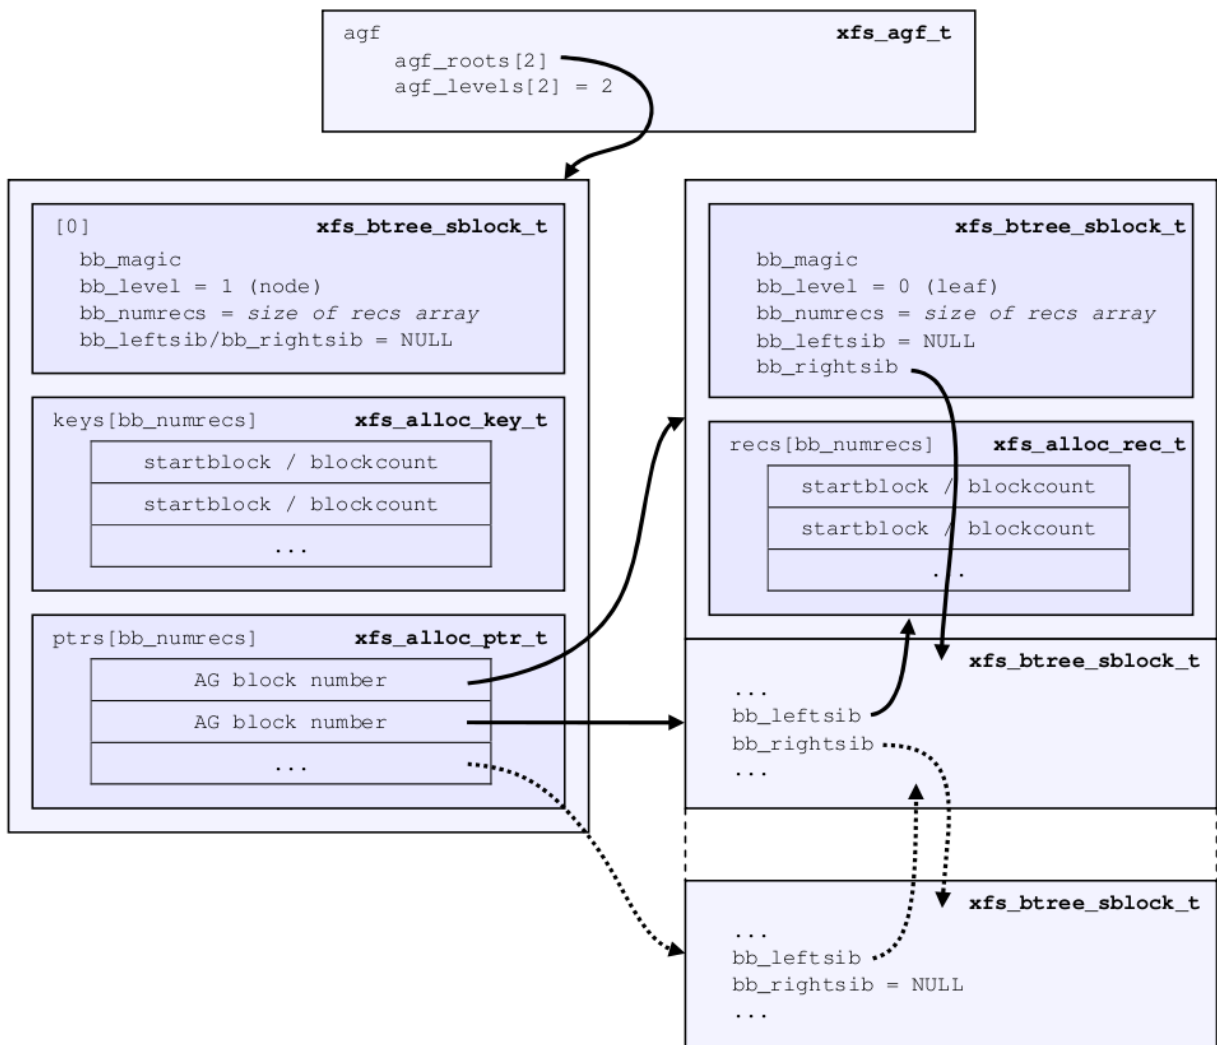 agf xfs_agf_t
agf_roots[2]
agf_levels[2] = 2
[0] xfs_btree_sblock_t
bb_magic
bb_level = 1 (node)
bb_numrecs = size of recs array
bb_leftsib/bb_rightsib = NULL
keys[bb_numrecs] xfs_alloc_key_t
startblock / blockcount
startblock / blockcount
...
ptrs[bb_numrecs] xfs_alloc_ptr_t
AG block number
AG block number
...
xfs_btree_sblock_t
bb_magic
bb_level = 0 (leaf)
bb_numrecs = size of recs array
bb_leftsib = NULL
bb_rightsib
recs[bb_numrecs] xfs_alloc_rec_t
startblock / blockcount
startblock / blockcount
...
xfs_btree_sblock_t
...
bb_leftsib
bb_rightsib
...
xfs_btree_sblock_t
...
bb_leftsib
bb_rightsib = NULL
...